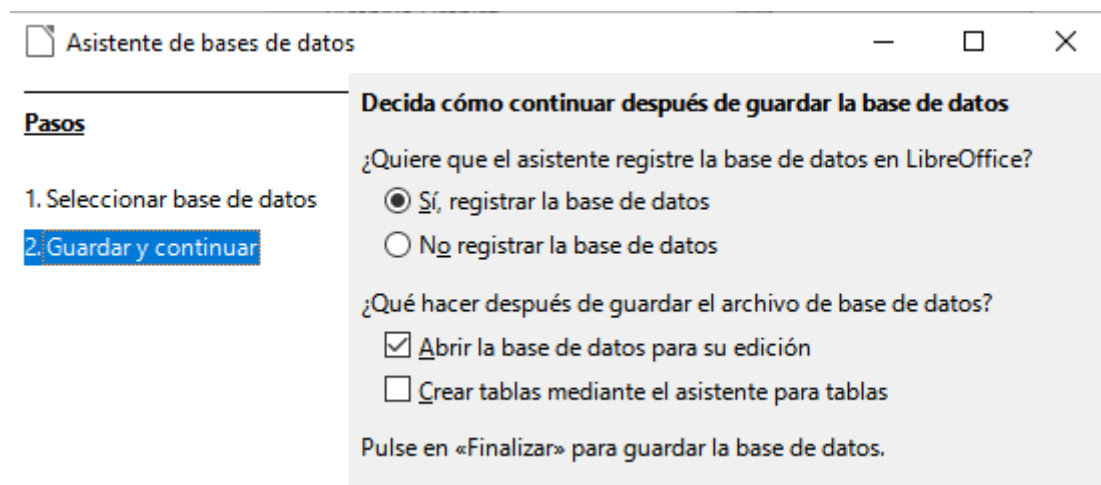 Asistente de bases de datos
Pasos
1. Seleccionar base de datos
2. Guardar y continuar
Decida cómo continuar después de guardar la base de datos
¿Quiere que el asistente registre la base de datos en LibreOffice?
Sí, registrar la base de datos
No registrar la base de datos
¿Qué hacer después de guardar el archivo de base de datos?
Abrir la base de datos para su edición
Crear tablas mediante el asistente para tablas
Pulse en «Finalizar» para guardar la base de datos.